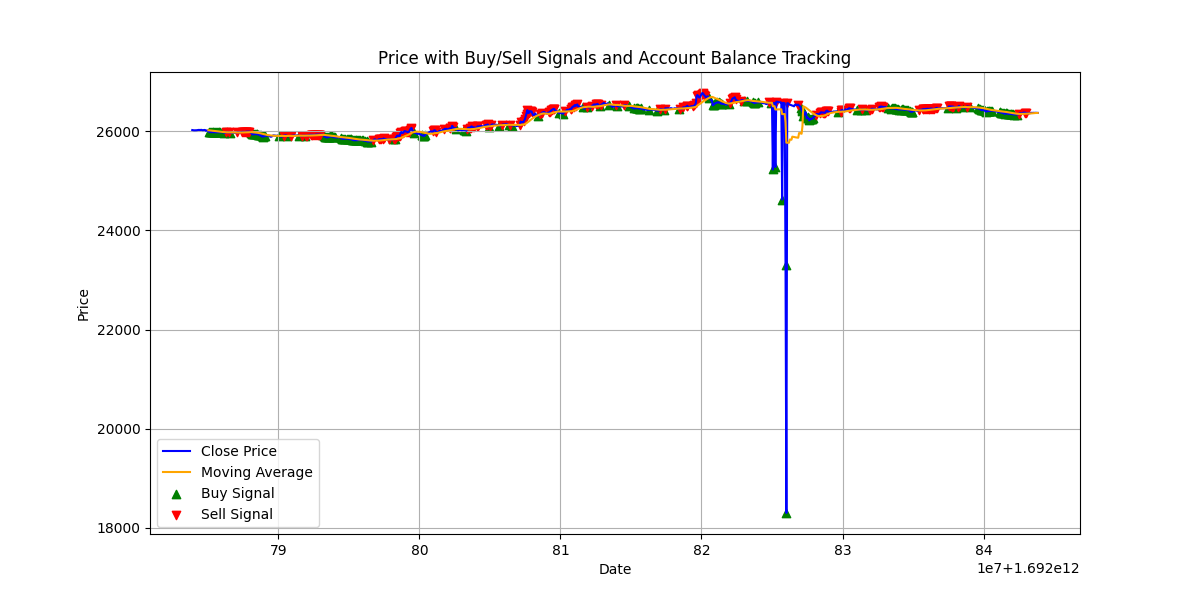 Price with Buy/Sell Signals and Account Balance Tracking
26000
24000
22000
20000
18000
Price
Close Price
Moving Average
Buy Signal
Sell Signal
79 80 81 82 83 84
Date
1e7+1.692e12